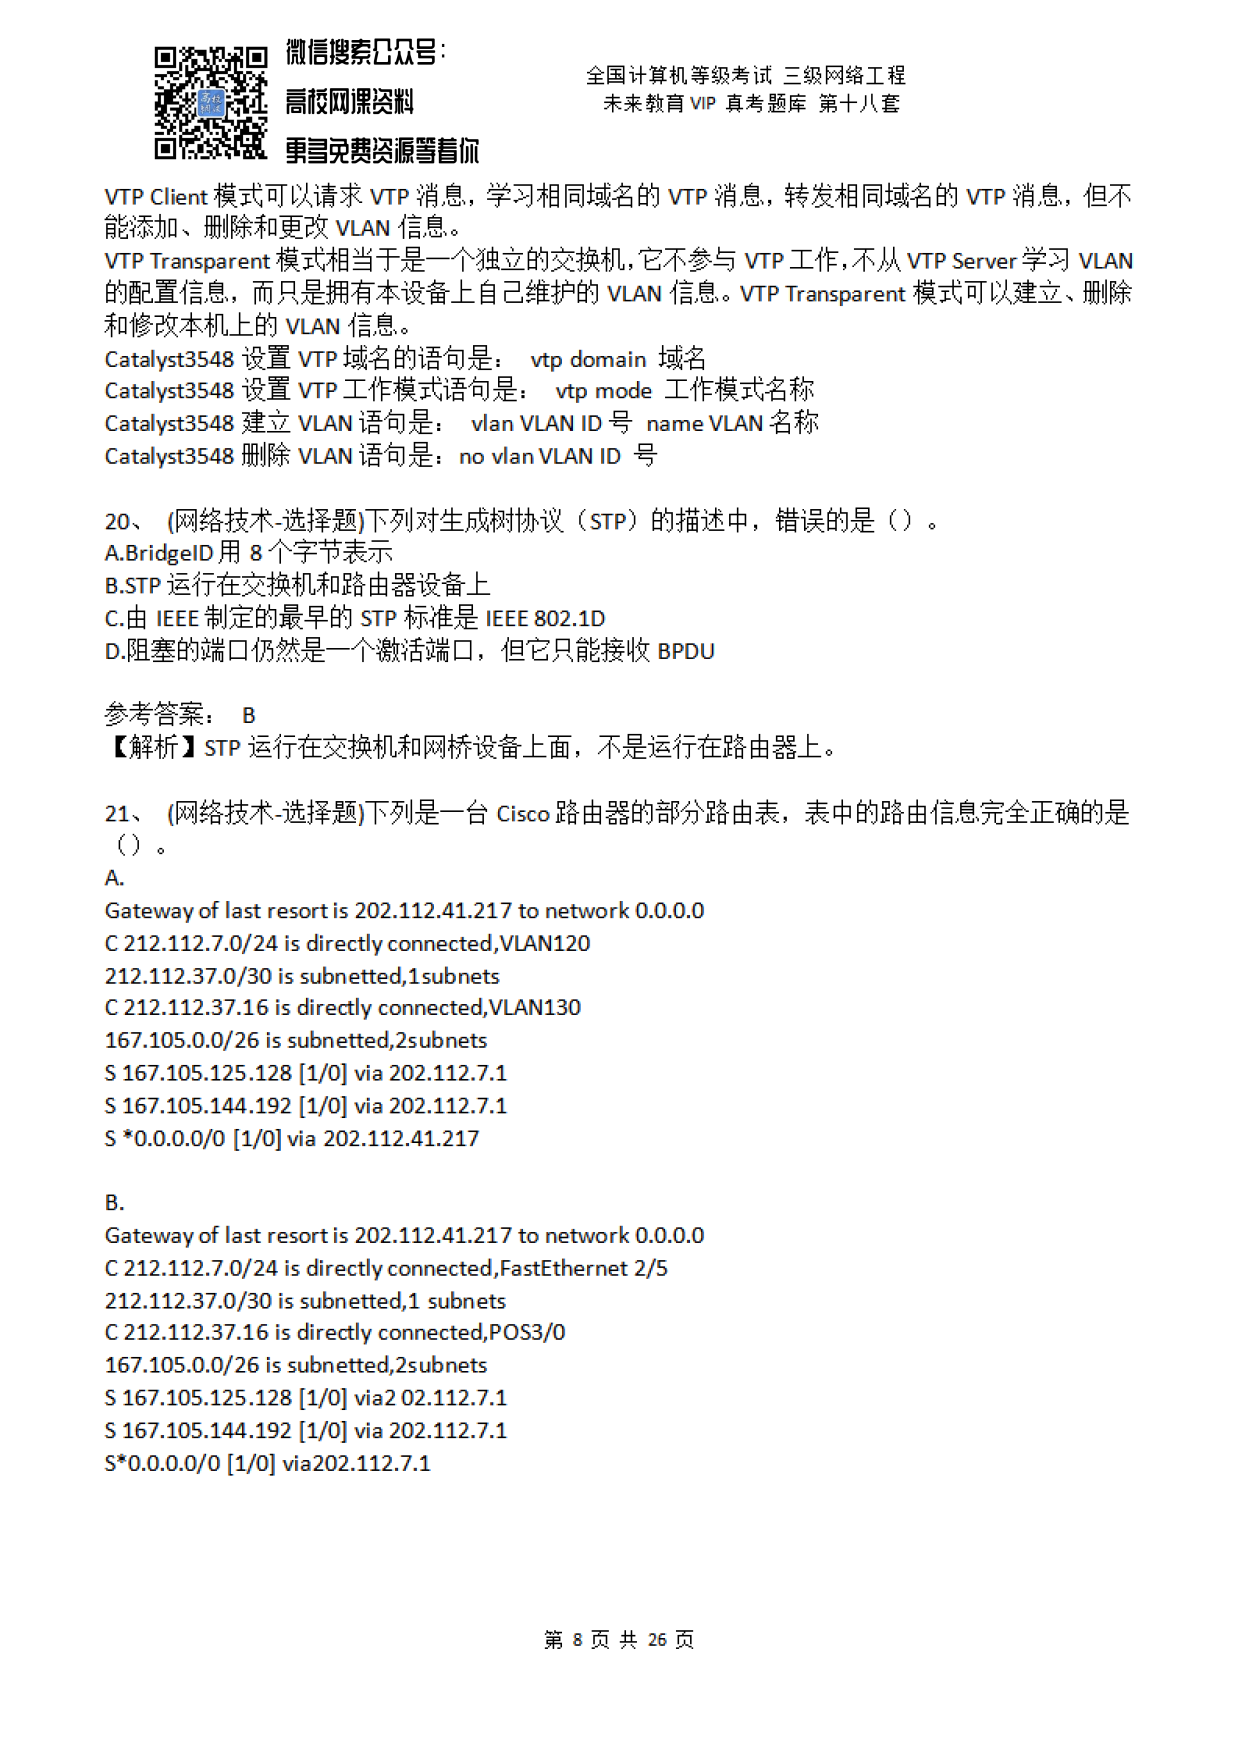 微信搜索公众号:
高校网课资料
更多免费资源等着你
高校
网课
全国计算机等级考试 三级网络工程
未来教育 VIP 真考题库 第十八套
VTP Client 模式可以请求 VTP 消息，学习相同域名的 VTP 消息，转发相同域名的 VTP 消息，但不
能添加、删除和更改 VLAN 信息。
VTP Transparent 模式相当于是一个独立的交换机，它不参与 VTP 工作，不从 VTP Server 学习 VLAN
的配置信息，而只是拥有本设备上自己维护的 VLAN 信息。VTP Transparent 模式可以建立、删除
和修改本机上的 VLAN 信息。
Catalyst3548 设置 VTP 域名的语句是： vtp domain 域名
Catalyst3548 设置 VTP 工作模式语句是： vtp mode 工作模式名称
Catalyst3548 建立 VLAN 语句是： vlan VLAN ID 号 name VLAN 名称
Catalyst3548 删除 VLAN 语句是：no vlan VLAN ID 号
20、 (网络技术-选择题)下列对生成树协议（STP）的描述中，错误的是（）。
A.BridgeID 用 8 个字节表示
B.STP 运行在交换机和路由器设备上
C.由 IEEE 制定的最早的 STP 标准是 IEEE 802.1D
D.阻塞的端口仍然是一个激活端口，但它只能接收 BPDU
参考答案： B
【解析】STP 运行在交换机和网桥设备上面，不是运行在路由器上。
21、 (网络技术-选择题)下列是一台 Cisco 路由器的部分路由表，表中的路由信息完全正确的是
（）。
A.
Gateway of last resort is 202.112.41.217 to network 0.0.0.0
C 212.112.7.0/24 is directly connected,VLAN120
212.112.37.0/30 is subnetted,1subnets
C 212.112.37.16 is directly connected,VLAN130
167.105.0.0/26 is subnetted,2subnets
S 167.105.125.128 [1/0] via 202.112.7.1
S 167.105.144.192 [1/0] via 202.112.7.1
S *0.0.0.0/0 [1/0] via 202.112.41.217
B.
Gateway of last resort is 202.112.41.217 to network 0.0.0.0
C 212.112.7.0/24 is directly connected,FastEthernet 2/5
212.112.37.0/30 is subnetted,1 subnets
C 212.112.37.16 is directly connected,POS3/0
167.105.0.0/26 is subnetted,2subnets
S 167.105.125.128 [1/0] via2 02.112.7.1
S 167.105.144.192 [1/0] via 202.112.7.1
S*0.0.0.0/0 [1/0] via202.112.7.1
第 8 页 共 26 页